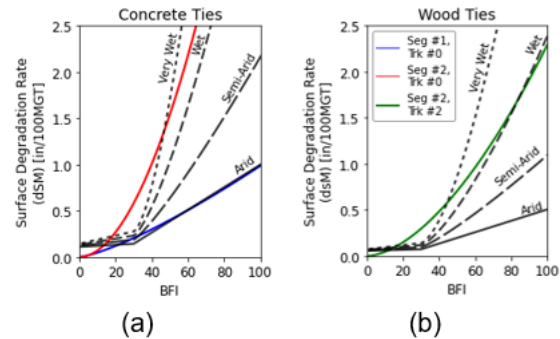 Concrete Ties
Surface Degradation Rate
(dSM) [in/100MGT]
2.5
2.0
1.5
1.0
0.5
0.0
0 20 40 60 80 100
BFI
Very Wet
Wet
Semi-Arid
Arid
(a)
Wood Ties
Surface Degradation Rate
(dsM) [in/100MGT]
2.5
2.0
1.5
1.0
0.5
0.0
0 20 40 60 80 100
BFI
Seg #1,
Trk #0
Seg #2,
Trk #0
Seg #2,
Trk #2
Very Wet
Wet
Semi-Arid
Arid
(b)